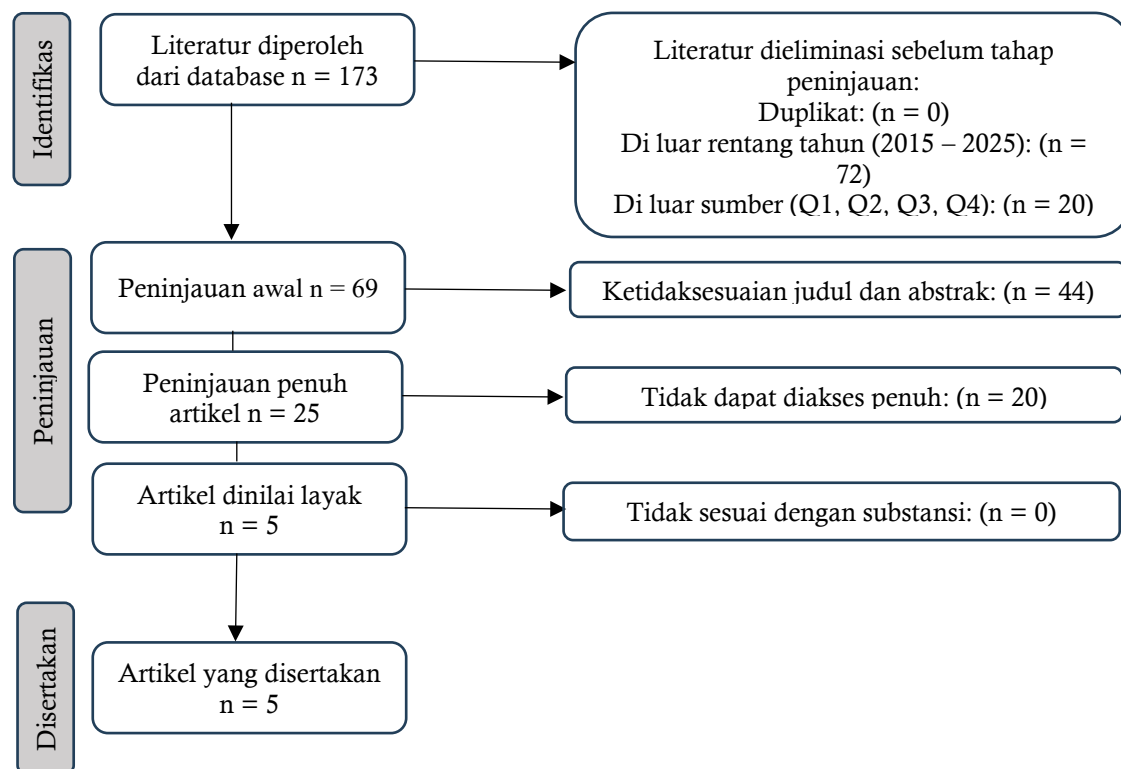 Identifikas
Literatur diperoleh
dari database n = 173
Literatur dieliminasi sebelum tahap
peninjauan:
Duplikat: (n = 0)
Di luar rentang tahun (2015 – 2025): (n =
72)
Di luar sumber (Q1, Q2, Q3, Q4): (n = 20)
Peninjauan
Peninjauan awal n = 69
Ketidaksesuaian judul dan abstrak: (n = 44)
Peninjauan penuh
artikel n = 25
Tidak dapat diakses penuh: (n = 20)
Artikel dinilai layak
n = 5
Tidak sesuai dengan substansi: (n = 0)
Disertakan
Artikel yang disertakan
n = 5